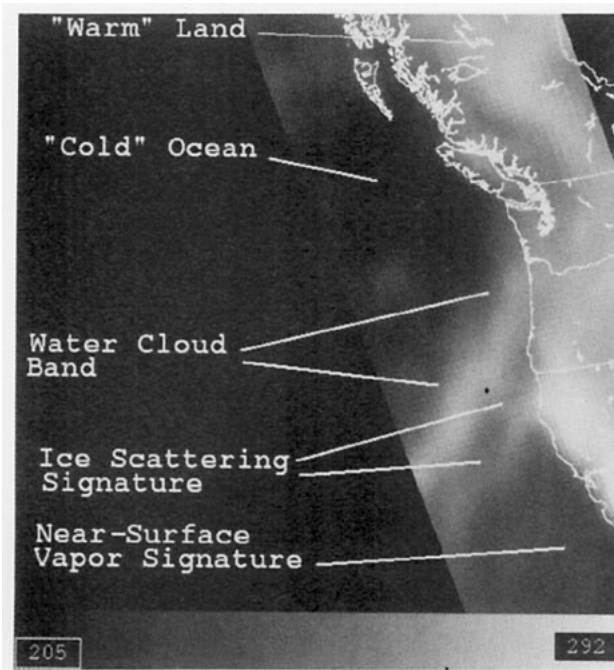 "Warm" Land
"Cold" Ocean
Water Cloud
Band
Ice Scattering
Signature
Near-Surface
Vapor Signature
205
292